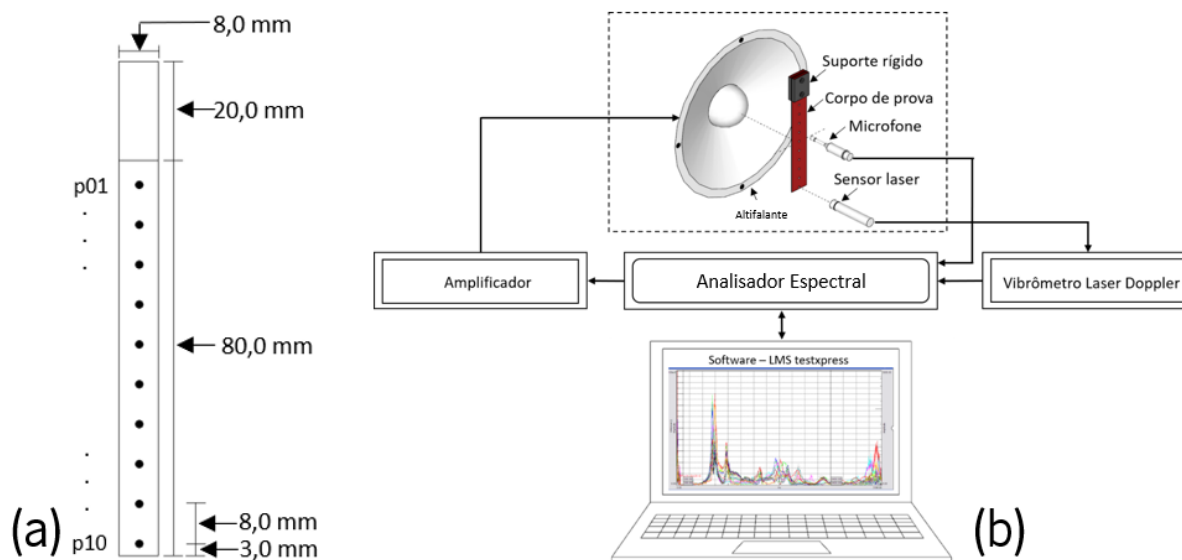 8,0 mm
20,0 mm
p01
80,0 mm
8,0 mm
p10
3,0 mm
(a)
Suporte rígido
Corpo de prova
Microfone
Sensor laser
Altifalante
Amplificador
Analisador Espectral
Vibrômetro Laser Doppler
Software – LMS testxpress
(b)